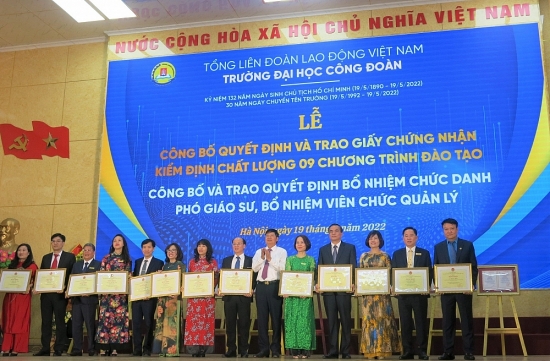 NƯỚC CỘNG HÒA XÃ HỘI CHỦ NGHĨA VIỆT NAM
TỔNG LIÊN ĐOÀN LAO ĐỘNG VIỆT NAM
TRƯỜNG ĐẠI HỌC CÔNG ĐOÀN
KỶ NIỆM 132 NĂM NGÀY SINH CHỦ TỊCH HỒ CHÍ MINH (19/5/1890 - 19/5/2022)
30 NĂM NGÀY CHUYỂN TÊN TRƯỜNG (19/5/1992 - 19/5/2022)
LỄ
CÔNG BỐ QUYẾT ĐỊNH VÀ TRAO GIẤY CHỨNG NHẬN
KIỂM ĐỊNH CHẤT LƯỢNG 09 CHƯƠNG TRÌNH ĐÀO TẠO
CÔNG BỐ VÀ TRAO QUYẾT ĐỊNH BỔ NHIỆM CHỨC DANH
PHÓ GIÁO SƯ, BỔ NHIỆM VIÊN CHỨC QUẢN LÝ
Hà Nội, ngày 19 tháng 5 năm 2022